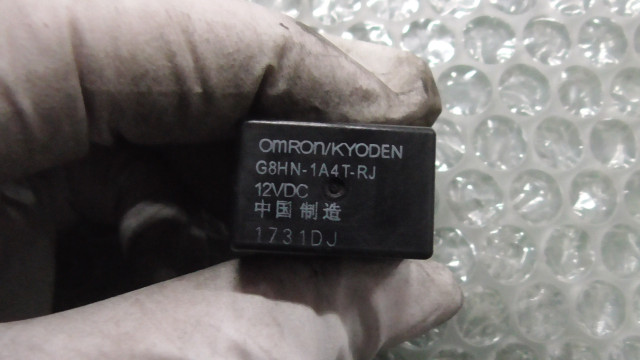 OMRON/KYODEN
G8HN-1A4T-RJ
12VDC
中国制造
1731DJ